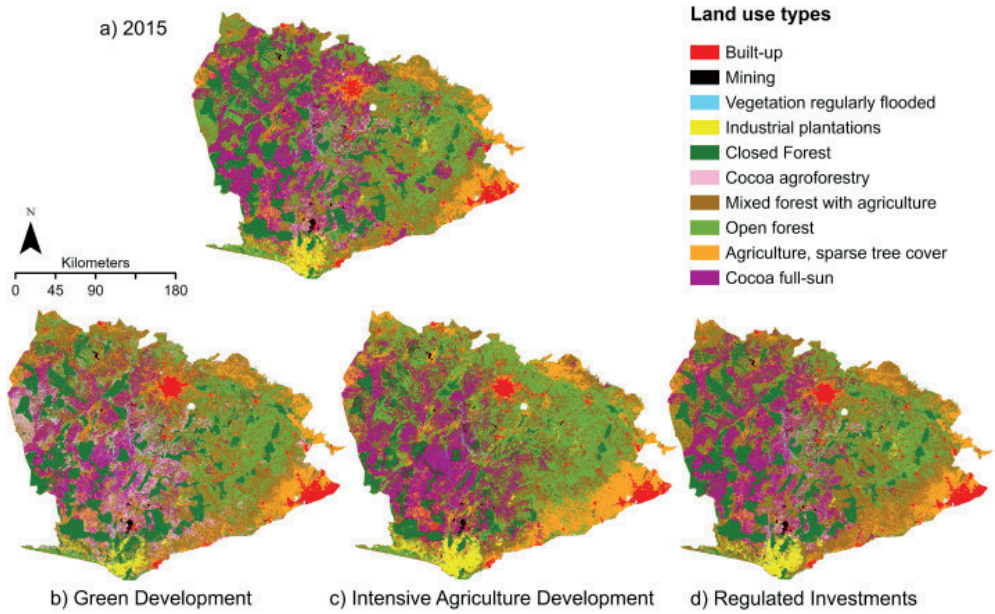 a) 2015
Land use types
Built-up
Mining
Vegetation regularly flooded
Industrial plantations
Closed Forest
Cocoa agroforestry
Mixed forest with agriculture
Open forest
Agriculture, sparse tree cover
Cocoa full-sun
N
Kilometers
0 45 90 180
b) Green Development
c) Intensive Agriculture Development
d) Regulated Investments